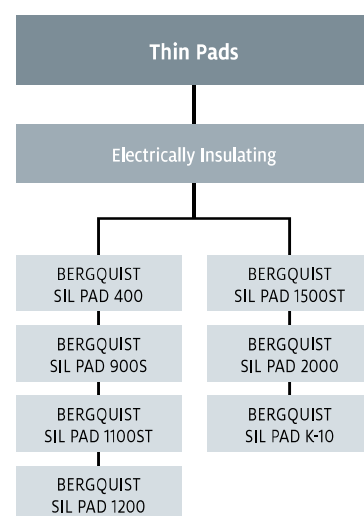 Thin Pads
Electrically Insulating
BERGQUIST
SIL PAD 400
BERGQUIST
SIL PAD 900S
BERGQUIST
SIL PAD 1100ST
BERGQUIST
SIL PAD 1200
BERGQUIST
SIL PAD 1500ST
BERGQUIST
SIL PAD 2000
BERGQUIST
SIL PAD K-10